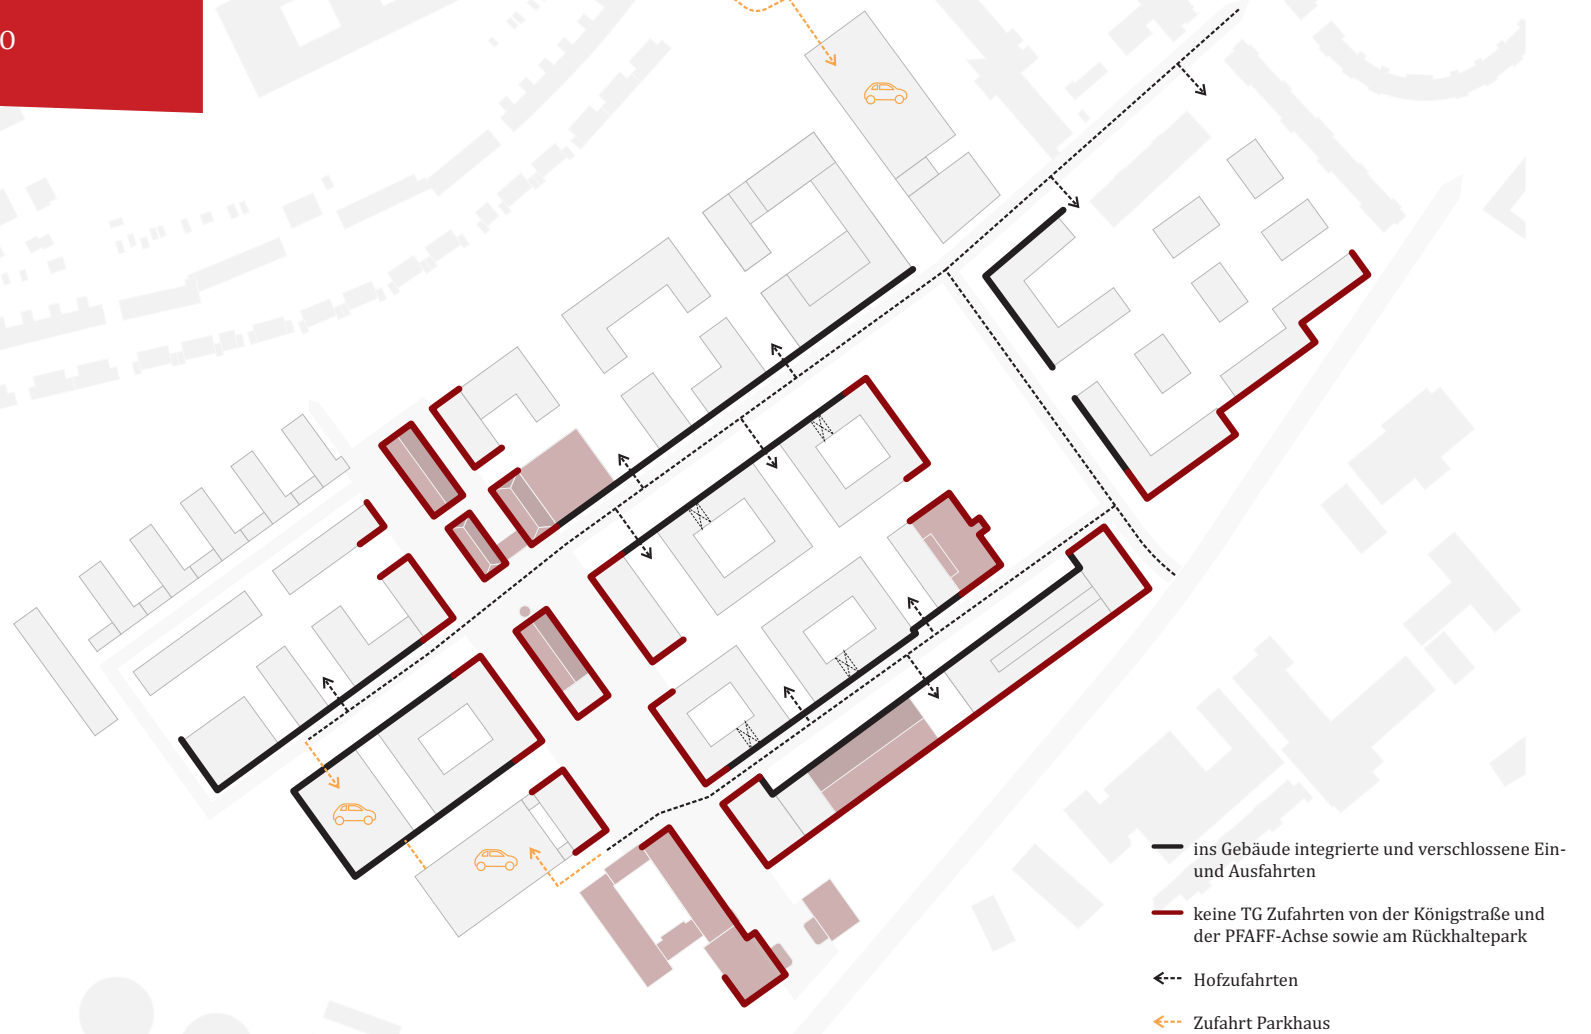 0
ins Gebäude integrierte und verschlossene Ein-
und Ausfahrten
keine TG Zufahrten von der Königstraße und
der PFAFF-Achse sowie am Rückhaltepark
Hofzufahrten
Zufahrt Parkhaus